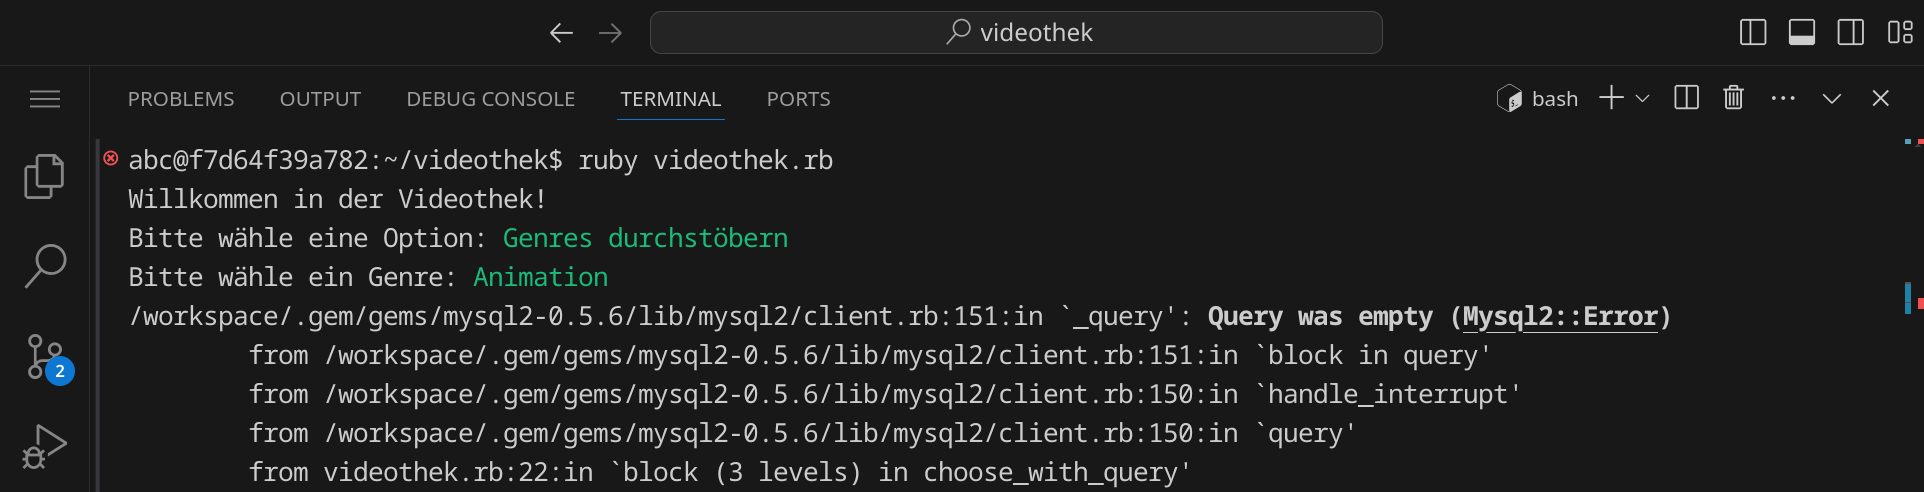 videothek
PROBLEMS OUTPUT DEBUG CONSOLE TERMINAL PORTS bash
abc@f7d64f39a782:~/videothek$ ruby videothek.rb
Willkommen in der Videothek!
Bitte wähle eine Option: Genres durchstöbern
Bitte wähle ein Genre: Animation
/workspace/.gem/gems/mysql2-0.5.6/lib/mysql2/client.rb:151:in `_query': Query was empty (Mysql2::Error)
from /workspace/.gem/gems/mysql2-0.5.6/lib/mysql2/client.rb:151:in `block in query'
from /workspace/.gem/gems/mysql2-0.5.6/lib/mysql2/client.rb:150:in `handle_interrupt'
2
from /workspace/.gem/gems/mysql2-0.5.6/lib/mysql2/client.rb:150:in `query'
from videothek.rb:22:in `block (3 levels) in choose_with_query'